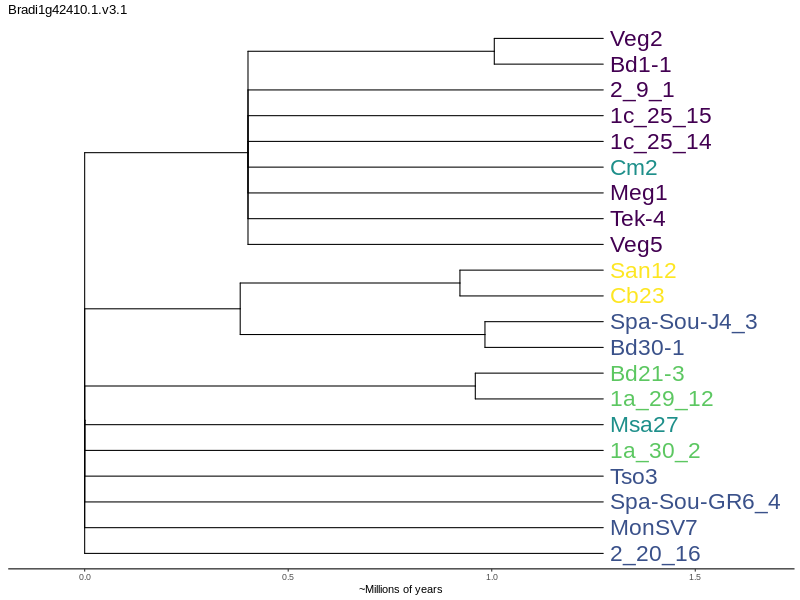 Bradi1g42410.1.v3.1
Veg2
Bd1-1
2_9_1
1c_25_15
1c_25_14
Cm2
Meg1
Tek-4
Veg5
San12
Cb23
Spa-Sou-J4_3
Bd30-1
Bd21-3
1a_29_12
Msa27
1a_30_2
Tso3
Spa-Sou-GR6_4
MonSV7
2_20_16
0.0 0.5 1.0 1.5
~Millions of years